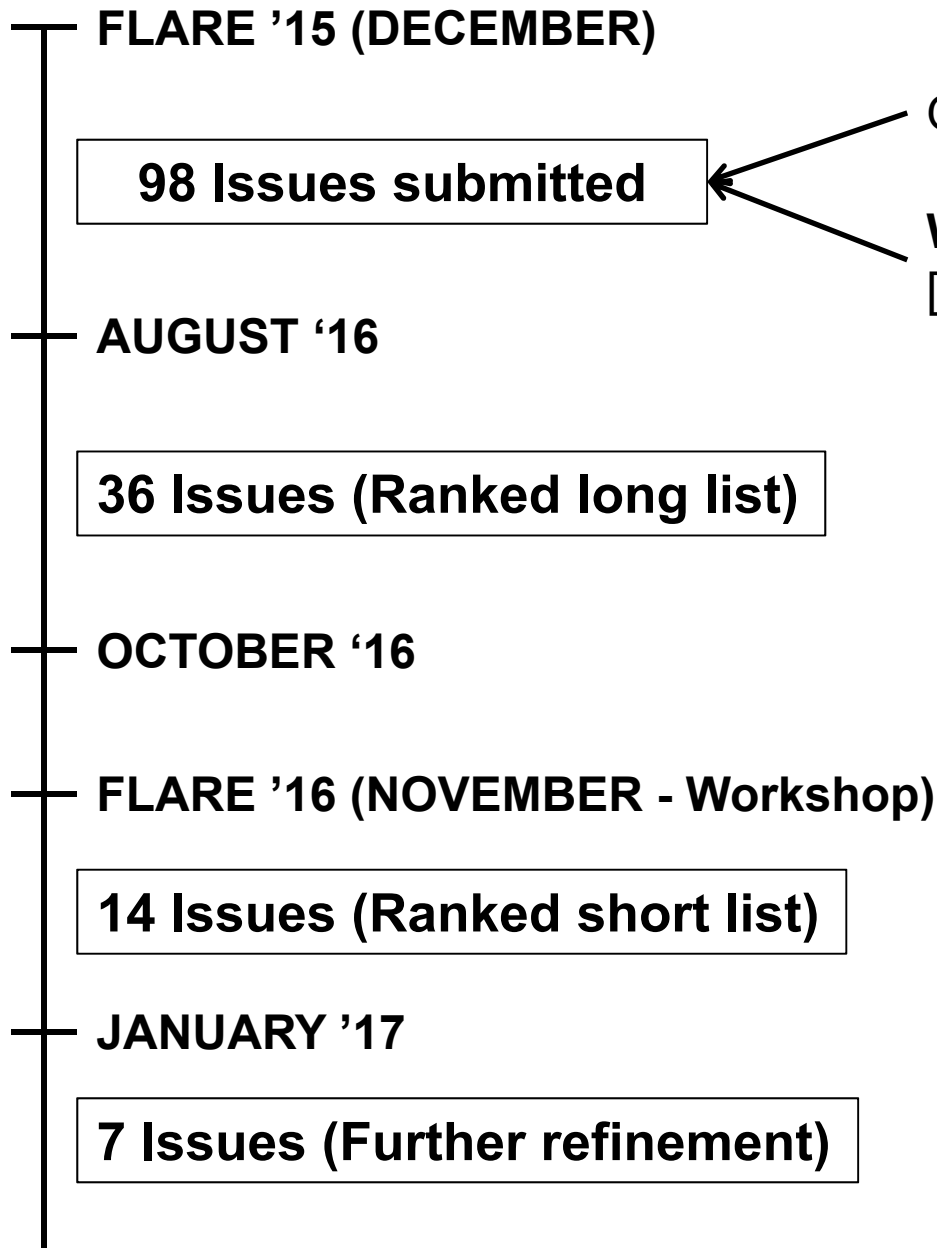 FLARE ’15 (DECEMBER)
98 Issues submitted
AUGUST ‘16
36 Issues (Ranked long list)
OCTOBER ‘16
FLARE ’16 (NOVEMBER - Workshop)
14 Issues (Ranked short list)
JANUARY ’17
7 Issues (Further refinement)